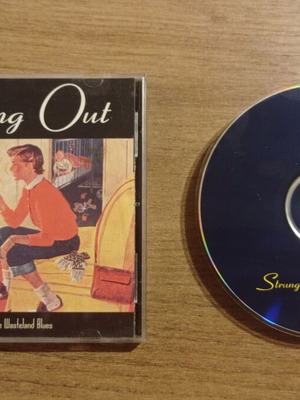 ng Out
Wasteland Blues
Strung